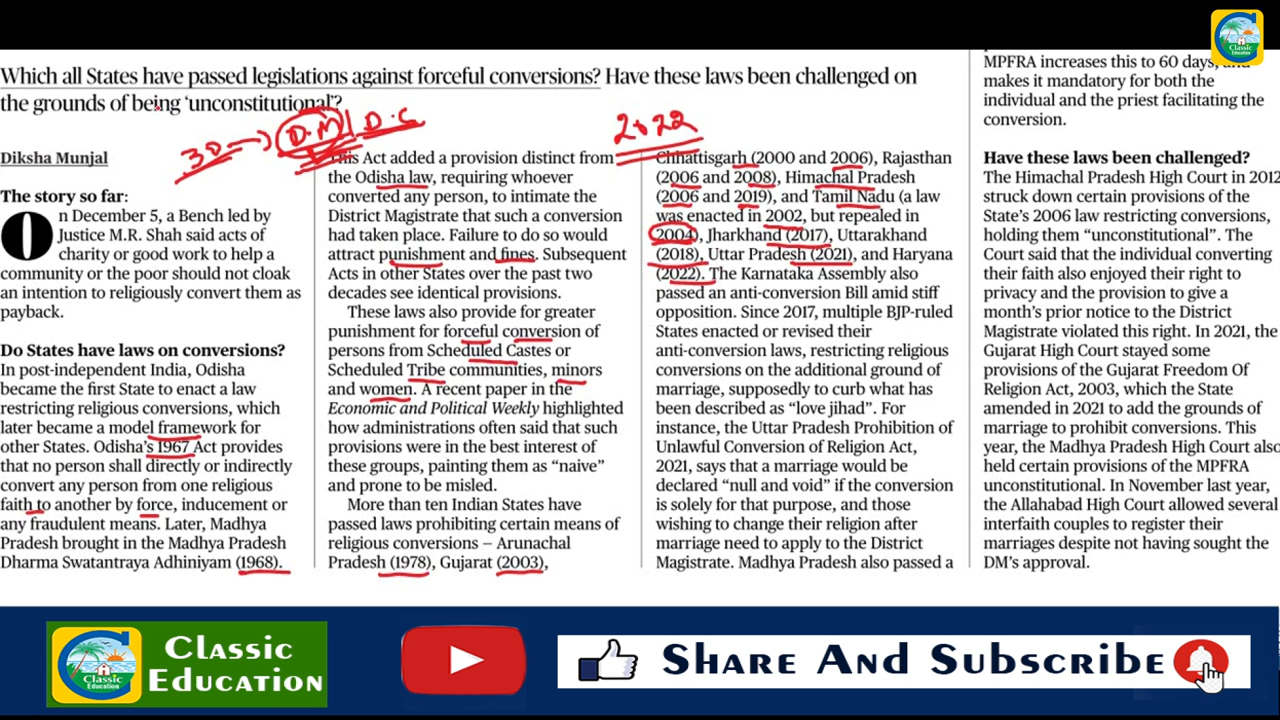 Classic
Education
Which all States have passed legislations against forceful conversions? Have these laws been challenged on
the grounds of being ‘unconstitutional’?
30 → D.M / D.C
2022
Diksha Munjal
The story so far:
On December 5, a Bench led by
Justice M.R. Shah said acts of
charity or good work to help a
community or the poor should not cloak
an intention to religiously convert them as
payback.
Do States have laws on conversions?
In post-independent India, Odisha
became the first State to enact a law
restricting religious conversions, which
later became a model framework for
other States. Odisha’s 1967 Act provides
that no person shall directly or indirectly
convert any person from one religious
faith to another by force, inducement or
any fraudulent means. Later, Madhya
Pradesh brought in the Madhya Pradesh
Dharma Swatantraya Adhiniyam (1968).
This Act added a provision distinct from
the Odisha law, requiring whoever
converted any person, to intimate the
District Magistrate that such a conversion
had taken place. Failure to do so would
attract punishment and fines. Subsequent
Acts in other States over the past two
decades see identical provisions.
These laws also provide for greater
punishment for forceful conversion of
persons from Scheduled Castes or
Scheduled Tribe communities, minors
and women. A recent paper in the
Economic and Political Weekly highlighted
how administrations often said that such
provisions were in the best interest of
these groups, painting them as “naive”
and prone to be misled.
More than ten Indian States have
passed laws prohibiting certain means of
religious conversions – Arunachal
Pradesh (1978), Gujarat (2003),
Chhattisgarh (2000 and 2006), Rajasthan
(2006 and 2008), Himachal Pradesh
(2006 and 2019), and Tamil Nadu (a law
was enacted in 2002, but repealed in
2004), Jharkhand (2017), Uttarakhand
(2018), Uttar Pradesh (2021), and Haryana
(2022). The Karnataka Assembly also
passed an anti-conversion Bill amid stiff
opposition. Since 2017, multiple BJP-ruled
States enacted or revised their
anti-conversion laws, restricting religious
conversions on the additional ground of
marriage, supposedly to curb what has
been described as “love jihad”. For
instance, the Uttar Pradesh Prohibition of
Unlawful Conversion of Religion Act,
2021, says that a marriage would be
declared “null and void” if the conversion
is solely for that purpose, and those
wishing to change their religion after
marriage need to apply to the District
Magistrate. Madhya Pradesh also passed a
MPFRA increases this to 60 days, and
makes it mandatory for both the
individual and the priest facilitating the
conversion.
Have these laws been challenged?
The Himachal Pradesh High Court in 2012
struck down certain provisions of the
State’s 2006 law restricting conversions,
holding them “unconstitutional”. The
Court said that the individual converting
their faith also enjoyed their right to
privacy and the provision to give a
month’s prior notice to the District
Magistrate violated this right. In 2021, the
Gujarat High Court stayed some
provisions of the Gujarat Freedom Of
Religion Act, 2003, which the State
amended in 2021 to add the grounds of
marriage to prohibit conversions. This
year, the Madhya Pradesh High Court also
held certain provisions of the MPFRA
unconstitutional. In November last year,
the Allahabad High Court allowed several
interfaith couples to register their
marriages despite not having sought the
DM’s approval.
Classic
Education
Classic
Education
Share And Subscribe